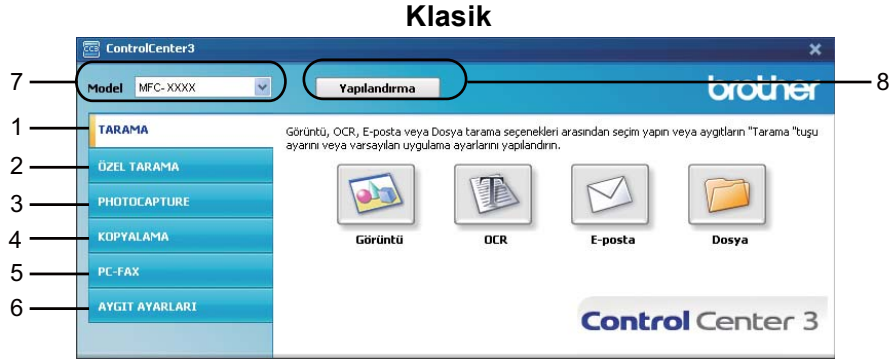 Klasik
ControlCenter3
7
Model MFC-XXXX
Yapılandırma
8
brother
1
TARAMA
Görüntü, OCR, E-posta veya Dosya tarama seçenekleri arasından seçim yapın veya aygıtların "Tarama "tuşu
ayarını veya varsayılan uygulama ayarlarını yapılandırın.
2
ÖZEL TARAMA
3
PHOTOCAPTURE
4
KOPYALAMA
Görüntü
OCR
E-posta
Dosya
5
PC-FAX
6
AYGIT AYARLARI
Control Center 3